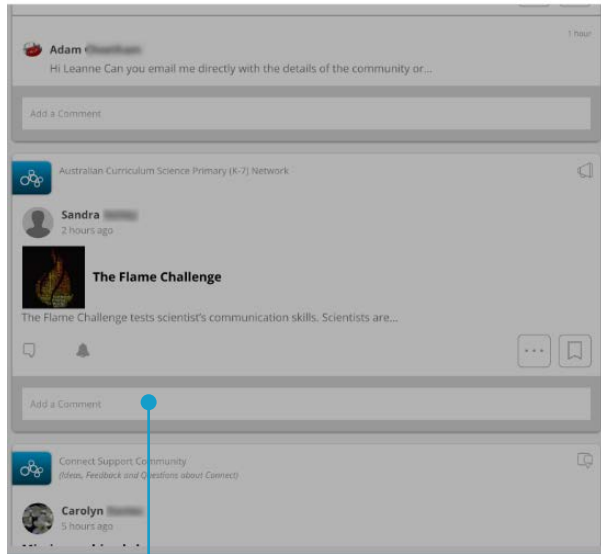 1 hour
Adam
Hi Leanne Can you email me directly with the details of the community or...
Add a Comment
Australian Curriculum Science Primary (K-7) Network
Sandra
2 hours ago
The Flame Challenge
The Flame Challenge tests scientist's communication skills. Scientists are...
Add a Comment
Connect Support Community
(Ideas, Feedback and Questions about Connect)
Carolyn
5 hours ago